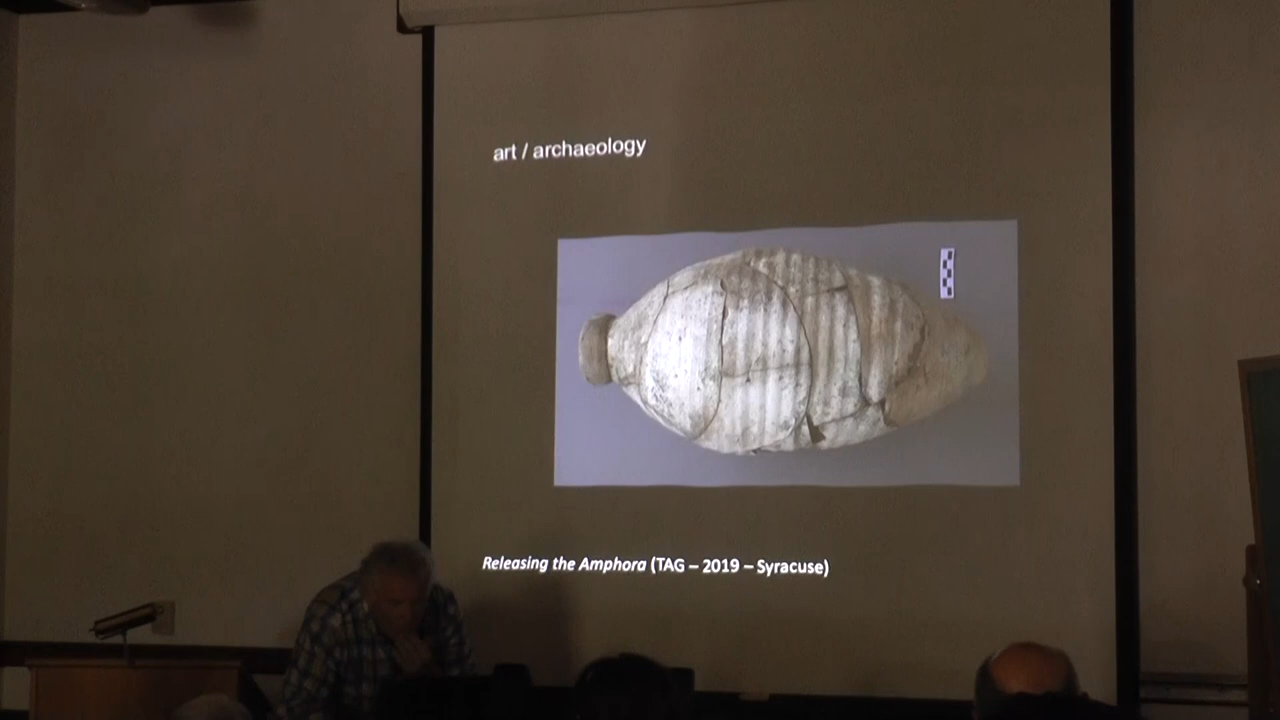 art / archaeology
Releasing the Amphora (TAG – 2019 – Syracuse)